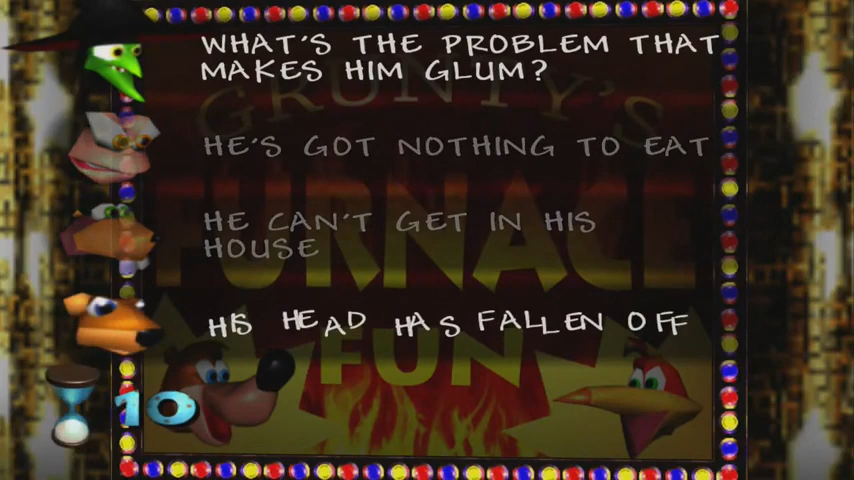 WHAT'S THE PROBLEM THAT
MAKES HIM GLUM?
GRUNTY'S
HE'S GOT NOTHING TO EAT
FURNACE
HE CAN'T GET IN HIS
HOUSE
HIS HEAD HAS FALLEN OFF
FUN
10